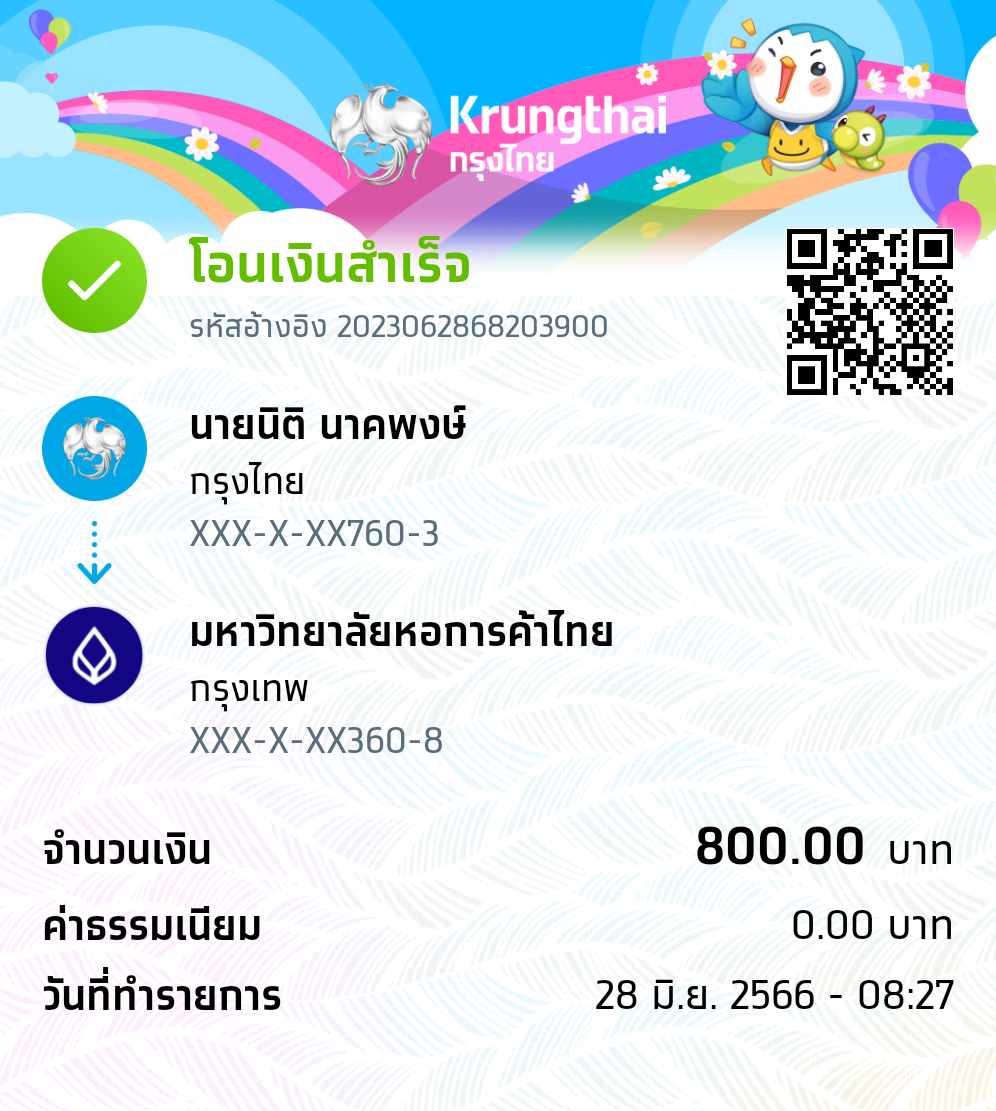 Krungthai
กรุงไทย
โอนเงินสำเร็จ
รหัสอ้างอิง 2023062868203900
นายนิติ นาคพงษ์
กรุงไทย
XXX-X-XX760-3
มหาวิทยาลัยหอการค้าไทย
กรุงเทพ
XXX-X-XX360-8
จำนวนเงิน 800.00 บาท
ค่าธรรมเนียม 0.00 บาท
วันที่ทำรายการ 28 มิ.ย. 2566 - 08:27